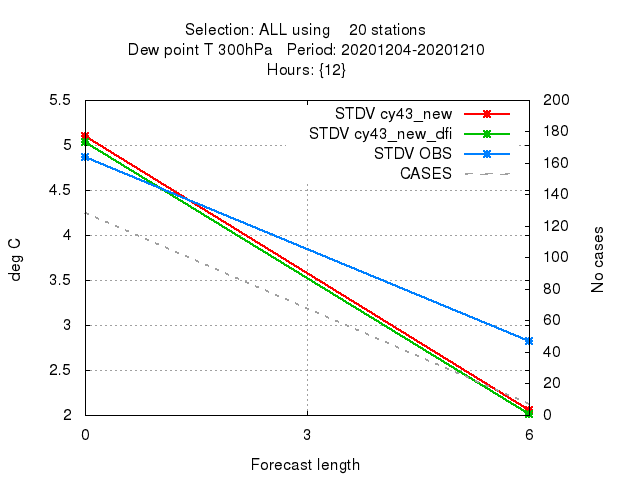 Selection: ALL using    20 stations
Dew point T 300hPa   Period: 20201204-20201210
Hours: {12}
STDV cy43_new
STDV cy43_new_dfi
STDV OBS
CASES
5.5
5
4.5
4
3.5
3
2.5
2
deg C
200
180
160
140
120
100
80
60
40
20
0
No cases
0 3 6
Forecast length